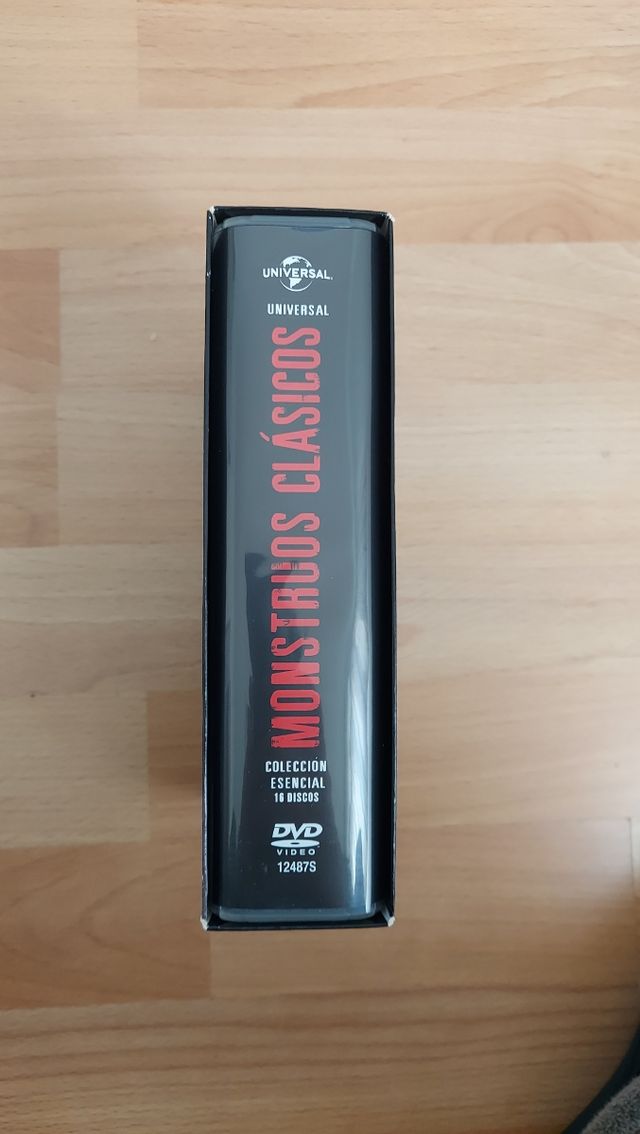 UNIVERSAL
UNIVERSAL
MONSTRUOS CLÁSICOS
COLECCIÓN
ESENCIAL
16 DISCOS
DVD
VIDEO
12487S